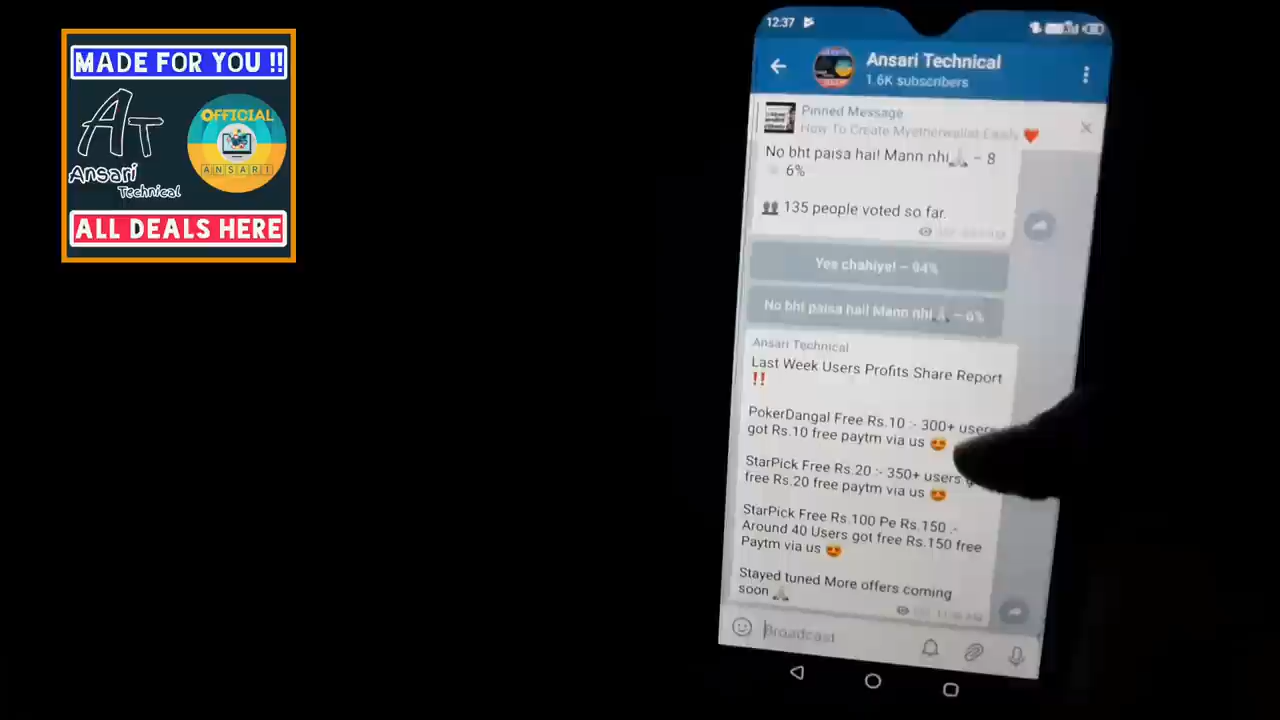 MADE FOR YOU !!
AT
OFFICIAL
ANSARI
Ansari
Technical
ALL DEALS HERE
12:37
Ansari Technical
1.6K subscribers
Pinned Message
How To Create Myetherwallet Easily ❤️
No bht paisa hai! Mann nhi🙏 – 8
6%
👥 135 people voted so far.
Yes chahiye! – 94%
No bht paisa hai! Mann nhi🙏 – 6%
Ansari Technical
Last Week Users Profits Share Report
‼️
PokerDangal Free Rs.10 :- 300+ users
got Rs.10 free paytm via us 😍
StarPick Free Rs.20 :- 350+ users
free Rs.20 free paytm via us 😍
StarPick Free Rs.100 Pe Rs.150 :-
Around 40 Users got free Rs.150 free
Paytm via us 😍
Stayed tuned More offers coming
soon 🙏
Broadcast